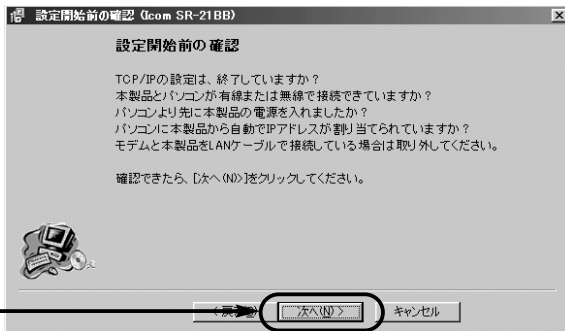 設定開始前の確認 (Icom SR-21BB)
設定開始前の確認
TCP/IPの設定は、終了していますか？
本製品とパソコンが有線または無線で接続できていますか？
パソコンより先に本製品の電源を入れましたか？
パソコンに本製品から自動でIPアドレスが割り当てられていますか？
モデムと本製品をLANケーブルで接続している場合は取り外してください。
確認できたら、[次へ(N)>]をクリックしてください。
次へ(N) > キャンセル